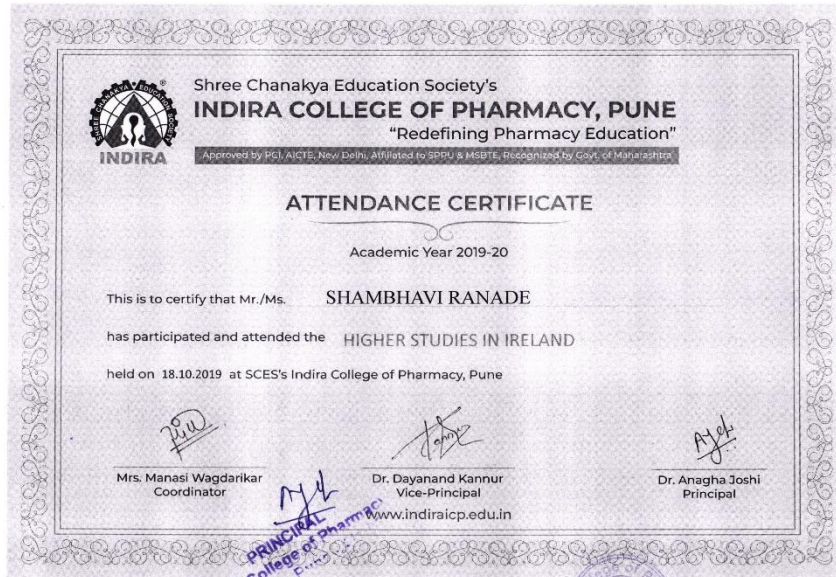 SHREE CHANAKYA EDUCATION SOCIETY
INDIRA
Shree Chanakya Education Society's
INDIRA COLLEGE OF PHARMACY, PUNE
"Redefining Pharmacy Education"
Approved by PCI, AICTE, New Delhi, Affiliated to SPPU & MSBTE, Recognized by Govt. of Maharashtra
ATTENDANCE CERTIFICATE
Academic Year 2019-20
This is to certify that Mr./Ms. SHAMBHAVI RANADE
has participated and attended the HIGHER STUDIES IN IRELAND
held on 18.10.2019 at SCES's Indira College of Pharmacy, Pune
Mrs. Manasi Wagdarikar
Coordinator
Dr. Dayanand Kannur
Vice-Principal
Dr. Anagha Joshi
Principal
www.indiraicp.edu.in
PRINCIPAL
College of Pharmacy